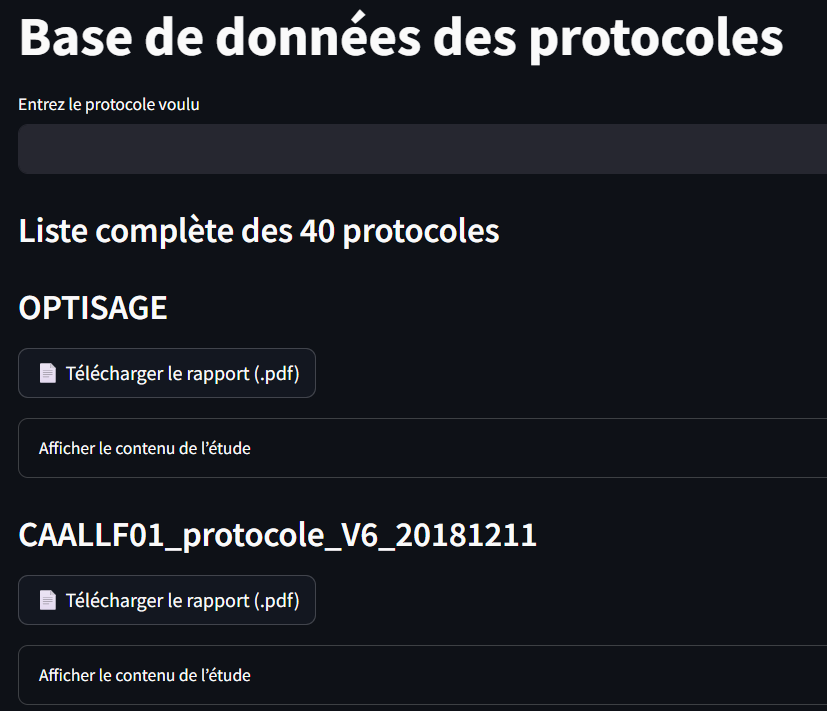 Base de données des protocoles
Entrez le protocole voulu
Liste complète des 40 protocoles
OPTISAGE
Télécharger le rapport (.pdf)
Afficher le contenu de l’étude
CAALLF01_protocole_V6_20181211
Télécharger le rapport (.pdf)
Afficher le contenu de l’étude